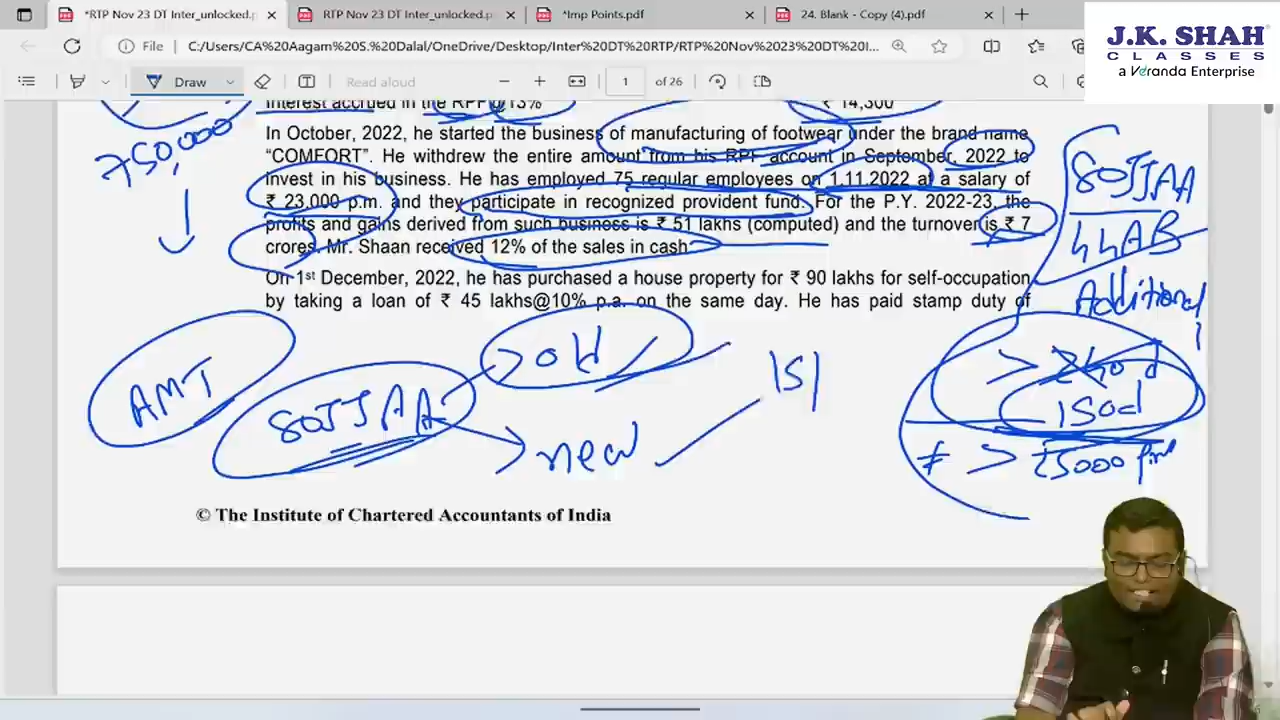 *RTP Nov 23 DT Inter_unlocked.p
RTP Nov 23 DT Inter_unlocked.p
*Imp Points.pdf
24. Blank - Copy (4).pdf
J.K. SHAH
CLASSES
a Veranda Enterprise
File
C:/Users/CA%20Aagam%20S.%20Dalal/OneDrive/Desktop/Inter%20DT%20RTP/RTP%20Nov%2023%20DT%20I...
Draw
Read aloud
1
of 26
Interest accrued in the RPF @13%
₹ 14,300
750,000
In October, 2022, he started the business of manufacturing of footwear under the brand name
“COMFORT”. He withdrew the entire amount from his RPF account in September, 2022 to
invest in his business. He has employed 75 regular employees on 1.11.2022 at a salary of
₹ 23,000 p.m. and they participate in recognized provident fund. For the P.Y. 2022-23, the
profits and gains derived from such business is ₹ 51 lakhs (computed) and the turnover is ₹ 7
crores. Mr. Shaan received 12% of the sales in cash
On 1st December, 2022, he has purchased a house property for ₹ 90 lakhs for self-occupation
by taking a loan of ₹ 45 lakhs@10% p.a. on the same day. He has paid stamp duty of
80JJAA
44AB
Additional
> 240d
150d
≠ > 25000 pm
AMT
80JJAA
> old
> new
151
© The Institute of Chartered Accountants of India